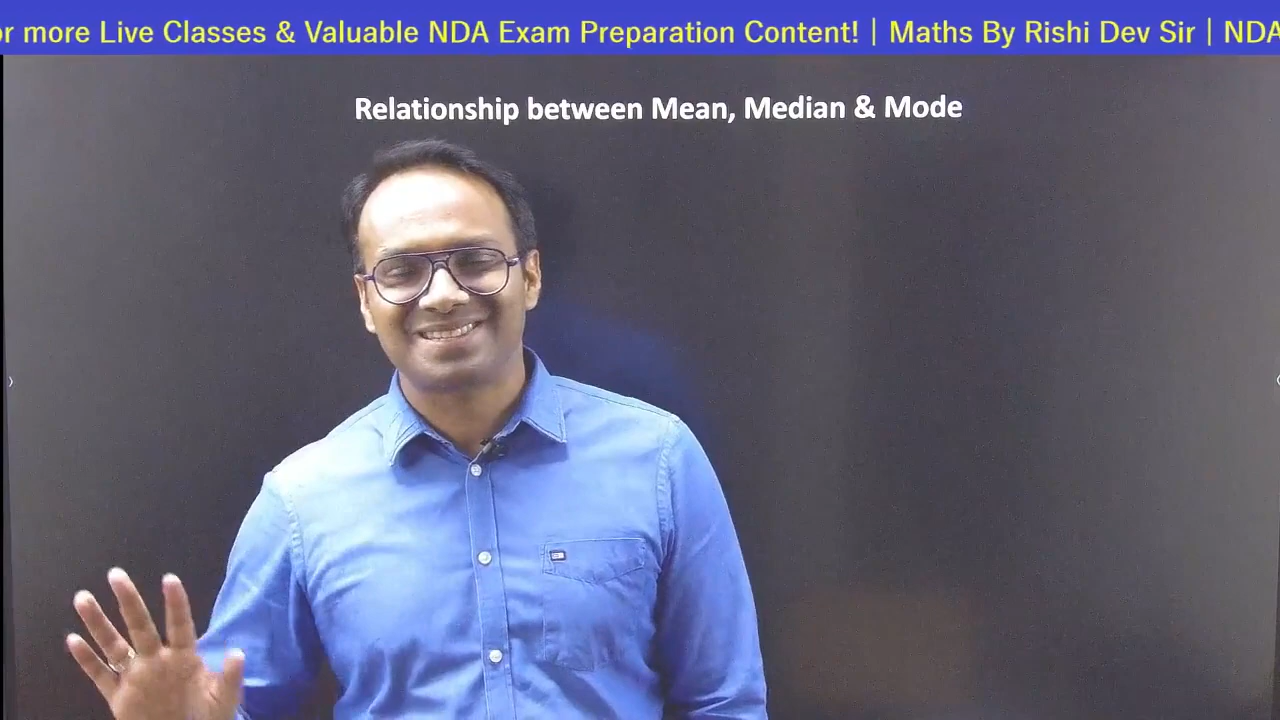 or more Live Classes & Valuable NDA Exam Preparation Content! | Maths By Rishi Dev Sir | NDA
Relationship between Mean, Median & Mode